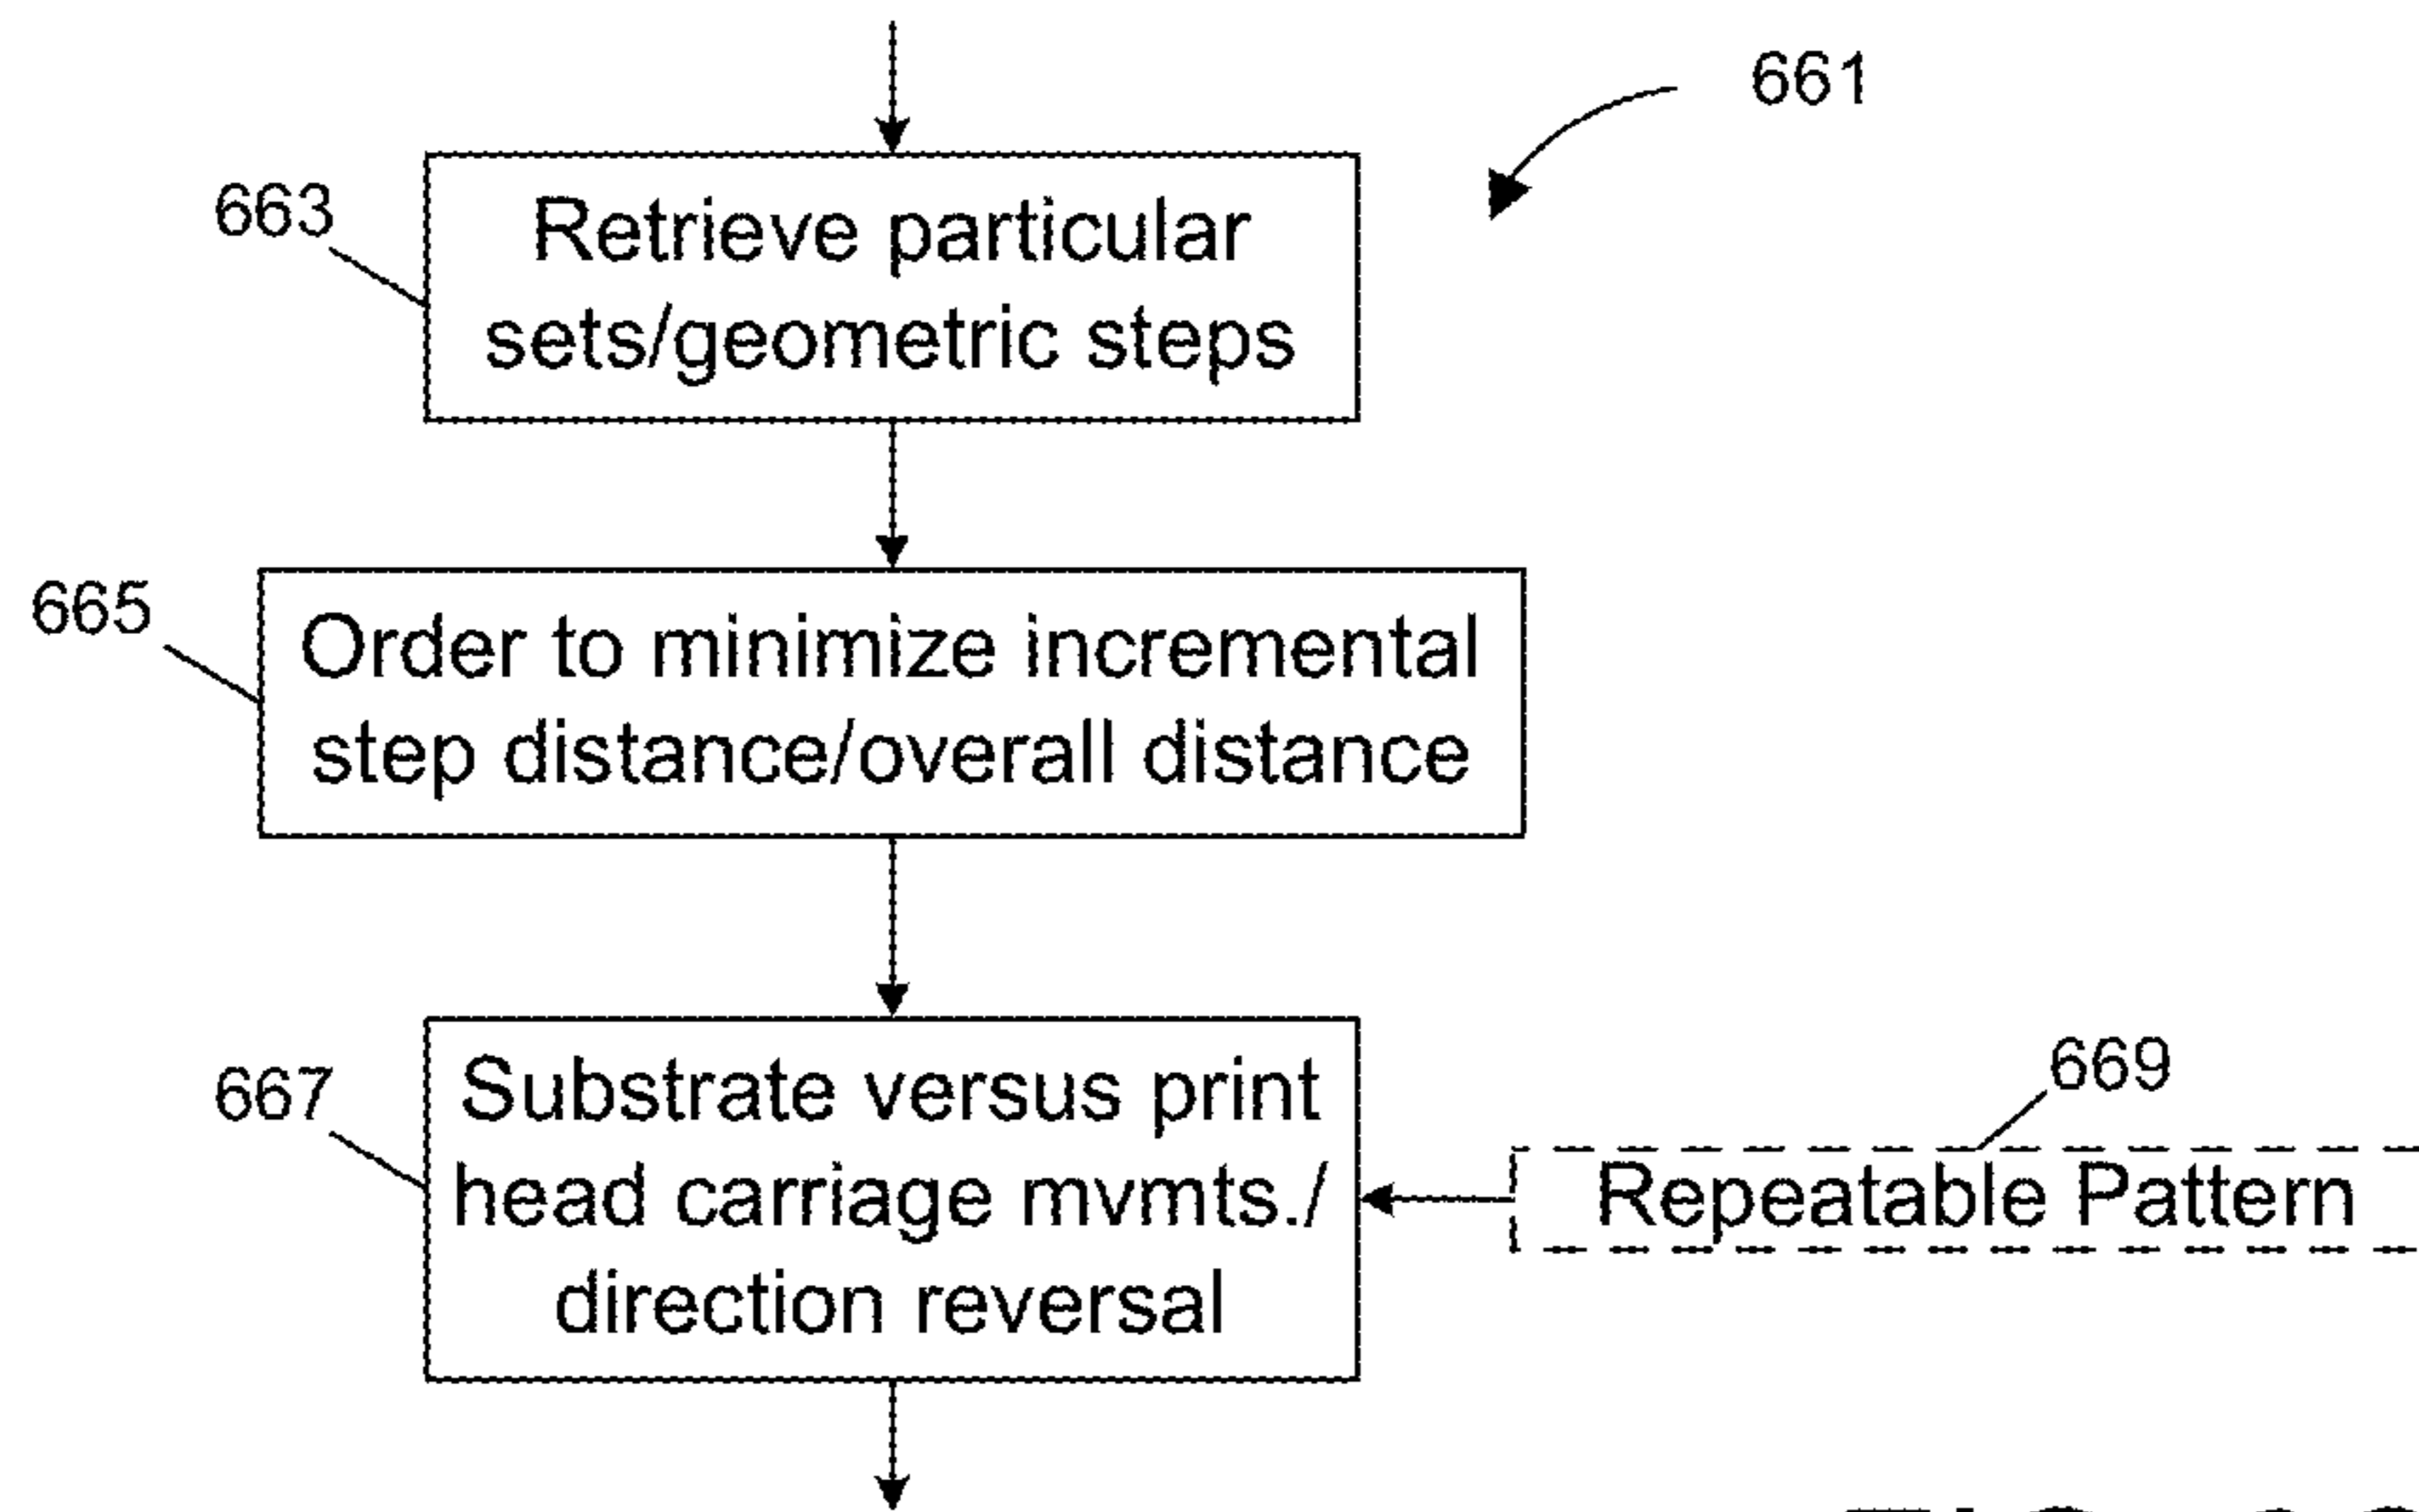 661
663
Retrieve particular
sets/geometric steps
665
Order to minimize incremental
step distance/overall distance
667
Substrate versus print
head carriage mvmts./
direction reversal
669
Repeatable Pattern